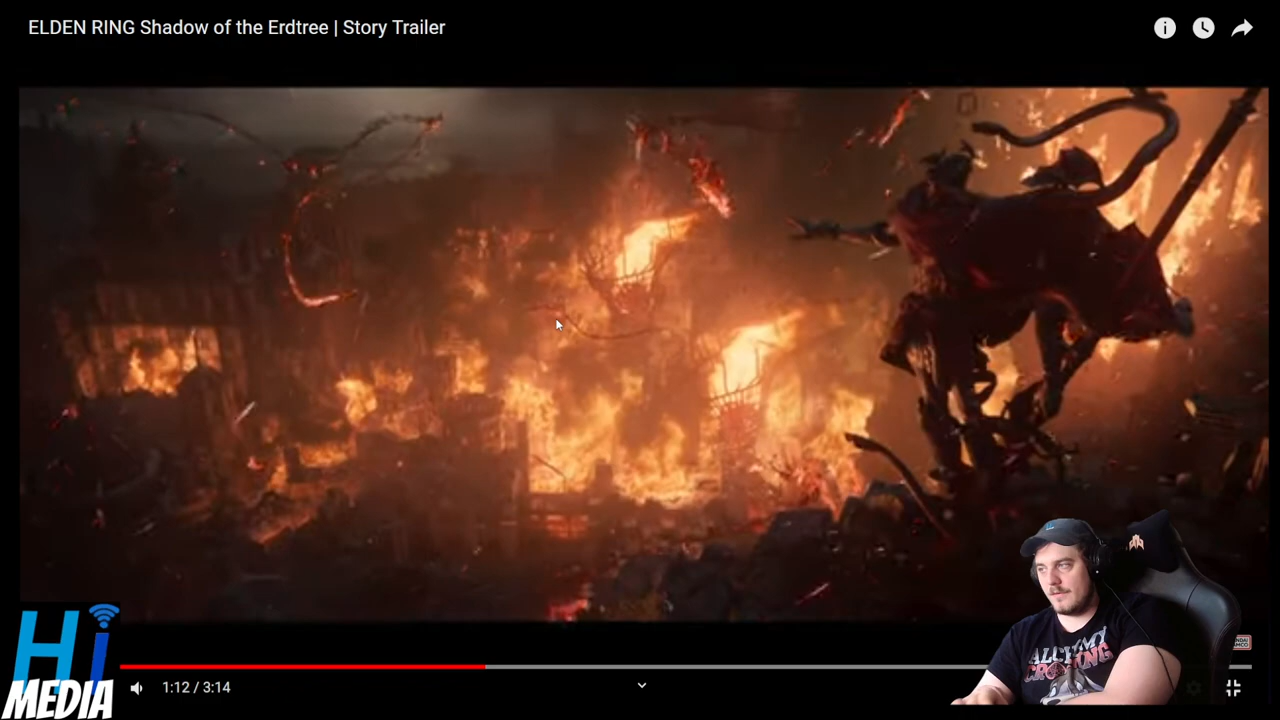 ELDEN RING Shadow of the Erdtree | Story Trailer
Hi
MEDIA
1:12 / 3:14
ALCHEMY